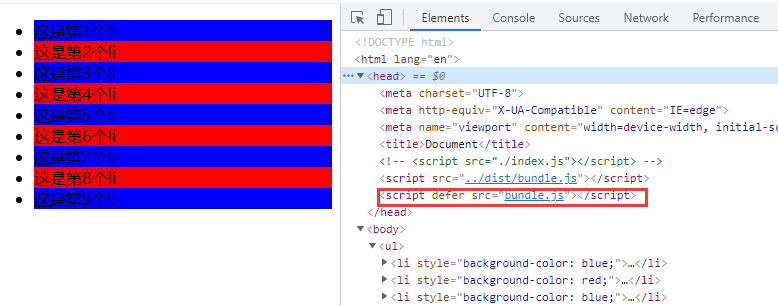 这是第1个li
这是第2个li
这是第3个li
这是第4个li
这是第5个li
这是第6个li
这是第7个li
这是第8个li
这是第9个li
Elements Console Sources Network Performance
<!DOCTYPE html>
<html lang="en">
··· ▼<head> == $0
<meta charset="UTF-8">
<meta http-equiv="X-UA-Compatible" content="IE=edge">
<meta name="viewport" content="width=device-width, initial-sc
<title>Document</title>
<!-- <script src="./index.js"></script> -->
<script src="../dist/bundle.js"></script>
<script defer src="bundle.js"></script>
</head>
▼<body>
▼<ul>
▶<li style="background-color: blue;">…</li>
▶<li style="background-color: red;">…</li>
▶<li style="background-color: blue;">…</li>